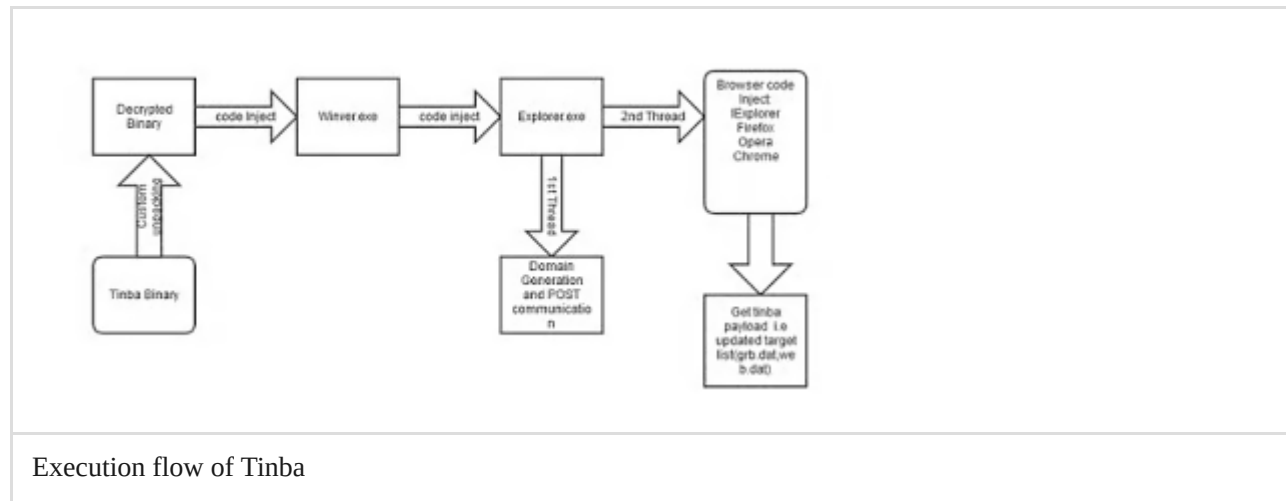 Decrypted
Binary
code Inject
Winver.exe
code inject
Explorer.exe
2nd Thread
Browser code
Inject
IExplorer
Firefox
Opera
Chrome
Custom
unpacking
1st Thread
Tinba Binary
Domain
Generation
and POST
communicatio
n
Get tinba
payload i.e
updated target
list(grb.dat,we
b.dat)
Execution flow of Tinba